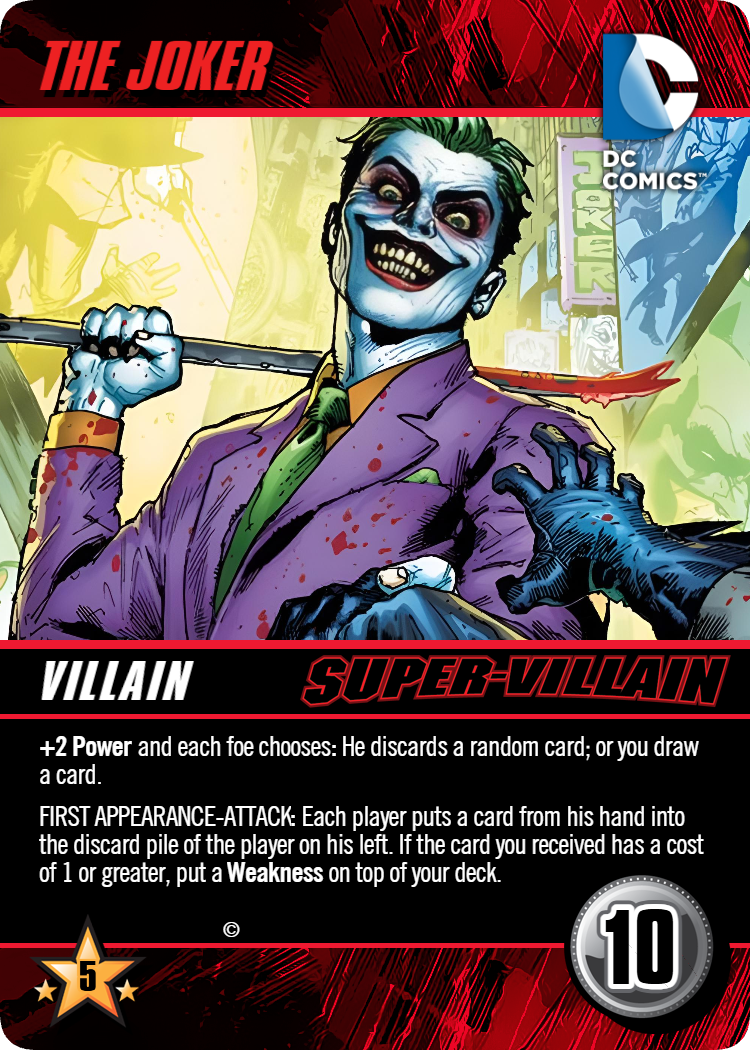 THE JOKER
DC
COMICS™
JOKER
VILLAIN
SUPER-VILLAIN
+2 Power and each foe chooses: He discards a random card; or you draw
a card.
FIRST APPEARANCE-ATTACK: Each player puts a card from his hand into
the discard pile of the player on his left. If the card you received has a cost
of 1 or greater, put a Weakness on top of your deck.
©
5
10